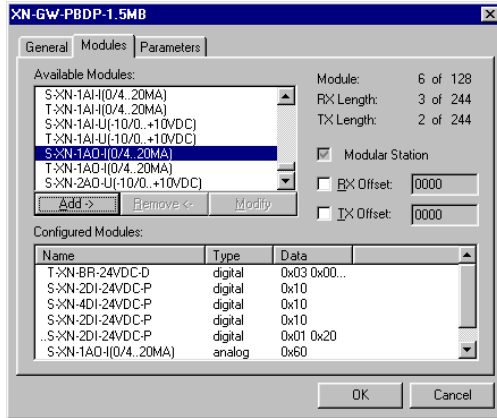 XN-GW-PBDP-1.5MB
General Modules Parameters
Available Modules:
S-XN-1AI-I(0/4..20MA)
T-XN-1AI-I(0/4..20MA)
S-XN-1AI-U(-10/0..+10VDC)
T-XN-1AI-U(-10/0..+10VDC)
S-XN-1AO-I(0/4..20MA)
T-XN-1AO-I(0/4..20MA)
S-XN-2AO-U(-10/0..+10VDC)
Module: 6 of 128
RX Length: 3 of 244
TX Length: 2 of 244
Modular Station
RX Offset: 0000
TX Offset: 0000
Add -> Remove <- Modify
Configured Modules:
Name Type Data
T-XN-BR-24VDC-D digital 0x03 0x00...
S-XN-2DI-24VDC-P digital 0x10
S-XN-4DI-24VDC-P digital 0x10
S-XN-2DI-24VDC-P digital 0x10
..S-XN-2DI-24VDC-P digital 0x01 0x20
S-XN-1AO-I(0/4..20MA) analog 0x60
OK Cancel